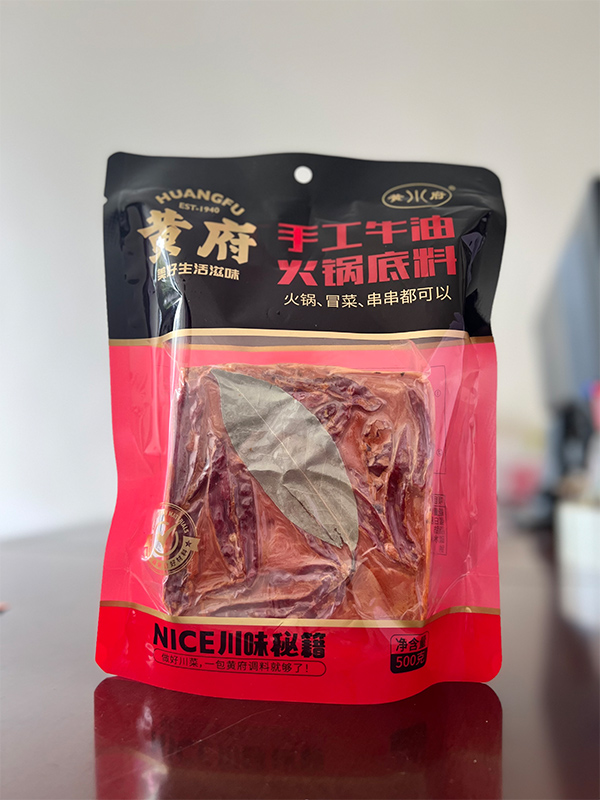 HUANGFU
EST·1940
黄府
美好生活滋味
黄川府®
手工牛油
火锅底料
火锅、冒菜、串串都可以
NICE川味秘籍
做好川菜,一包黄府调料就够了!
净含量
500克